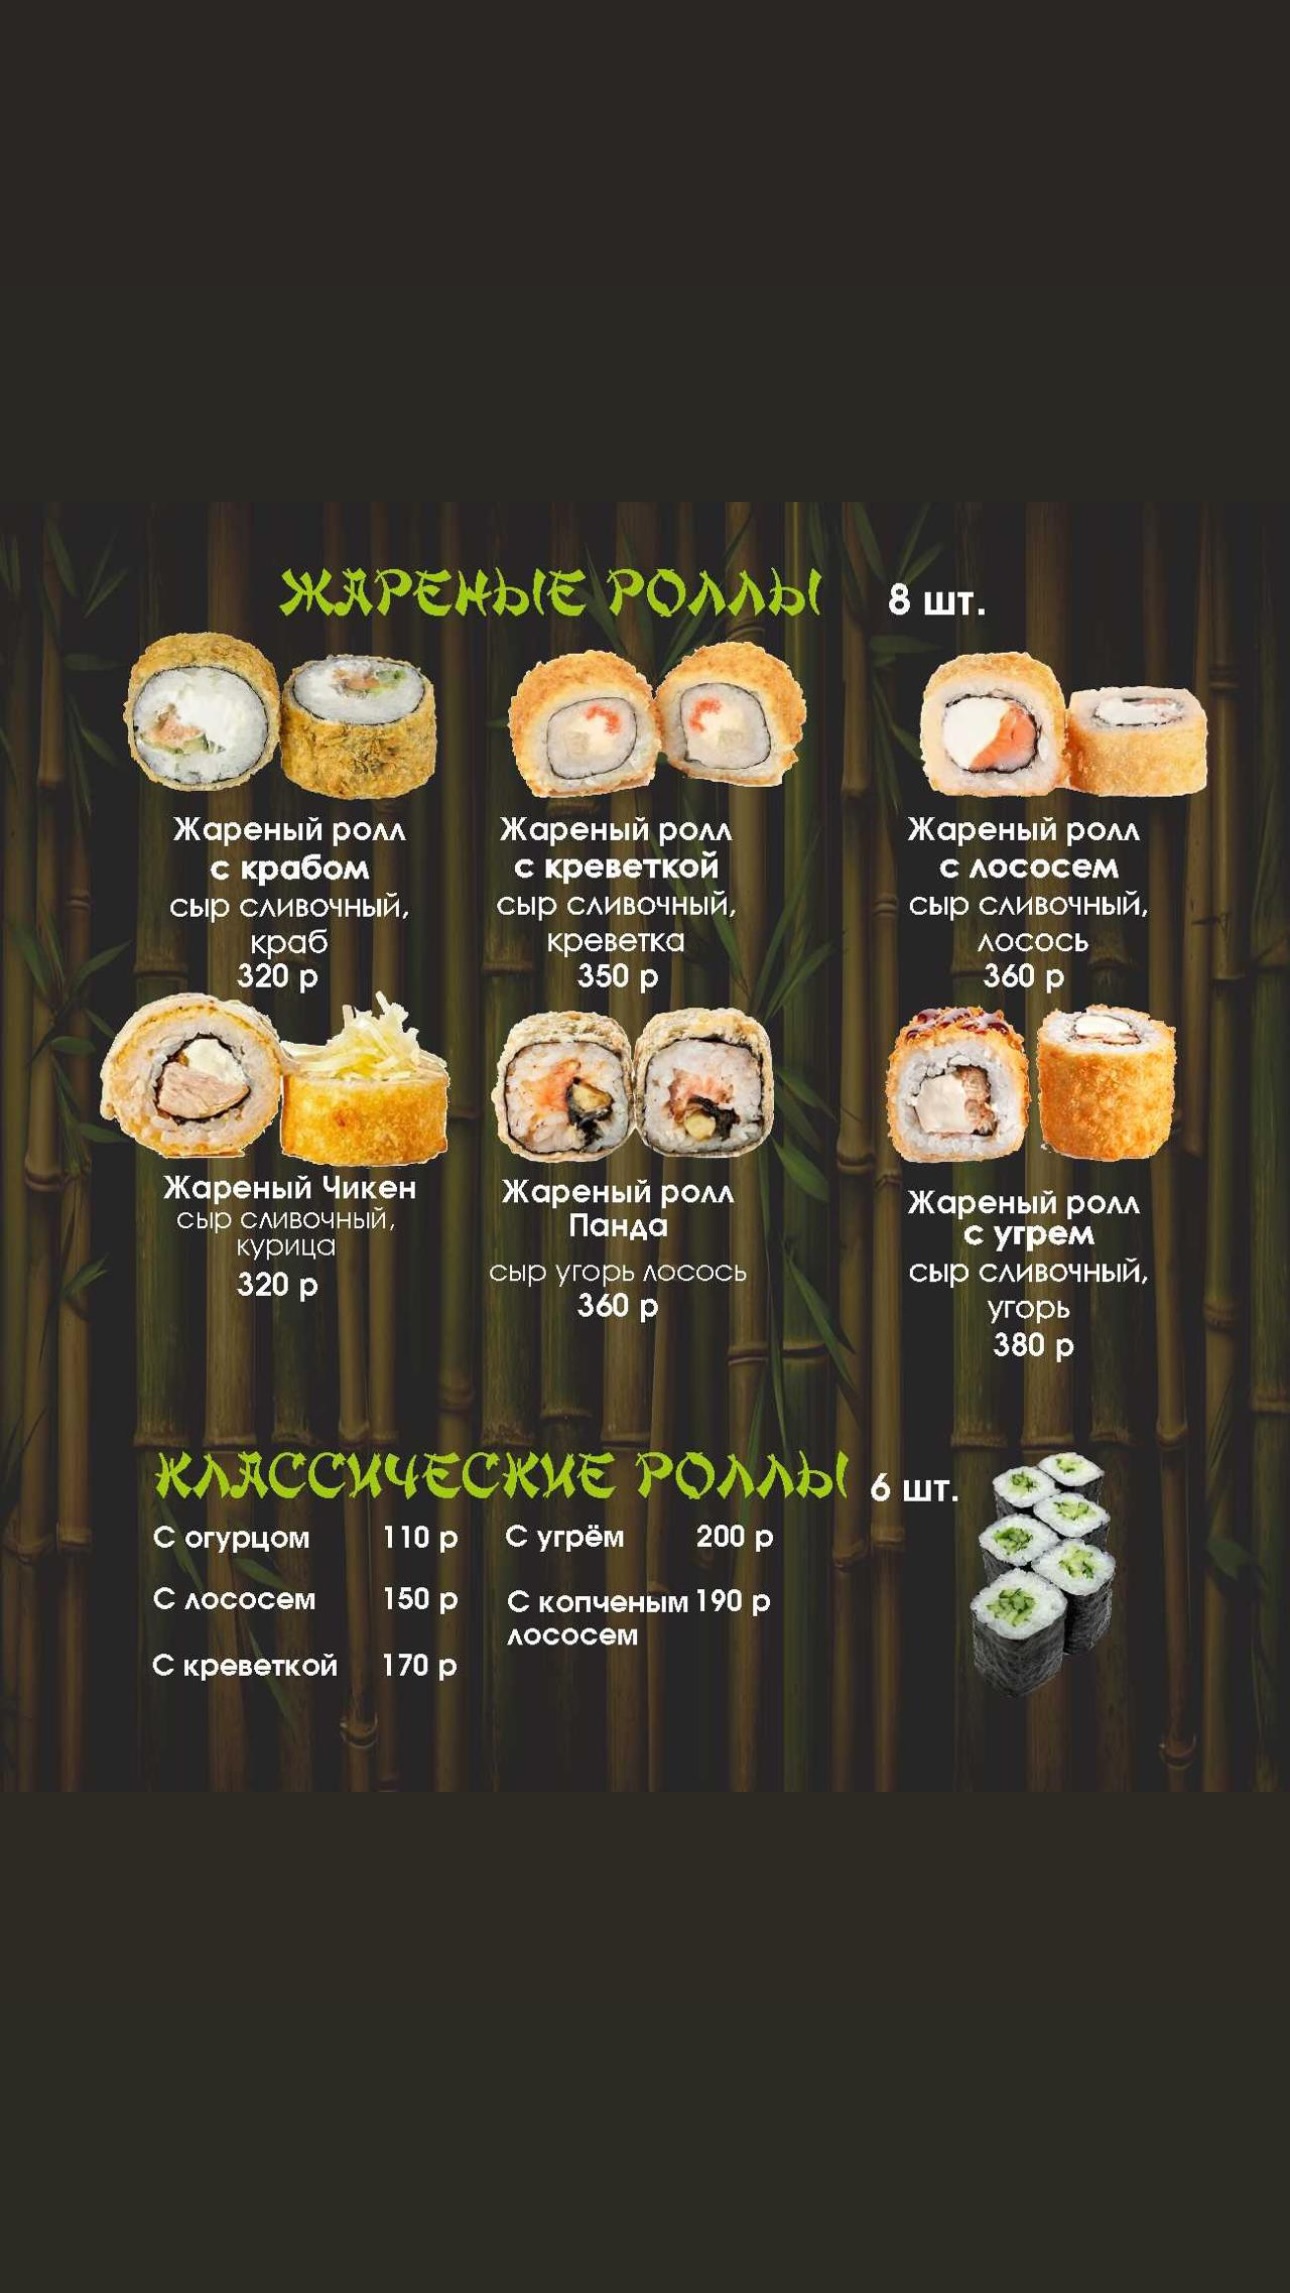 ЖАРЕНЫЕ РОЛЛЫ 8 шт.
Жареный ролл
с крабом
сыр сливочный,
краб
320 р
Жареный ролл
с креветкой
сыр сливочный,
креветка
350 р
Жареный ролл
с лососем
сыр сливочный,
лосось
360 р
Жареный Чикен
сыр сливочный,
курица
320 р
Жареный ролл
Панда
сыр угорь лосось
360 р
Жареный ролл
с угрем
сыр сливочный,
угорь
380 р
КЛАССИЧЕСКИЕ РОЛЛЫ 6 шт.
С огурцом 110 р
С лососем 150 р
С креветкой 170 р
С угрём 200 р
С копченым 190 р
лососем